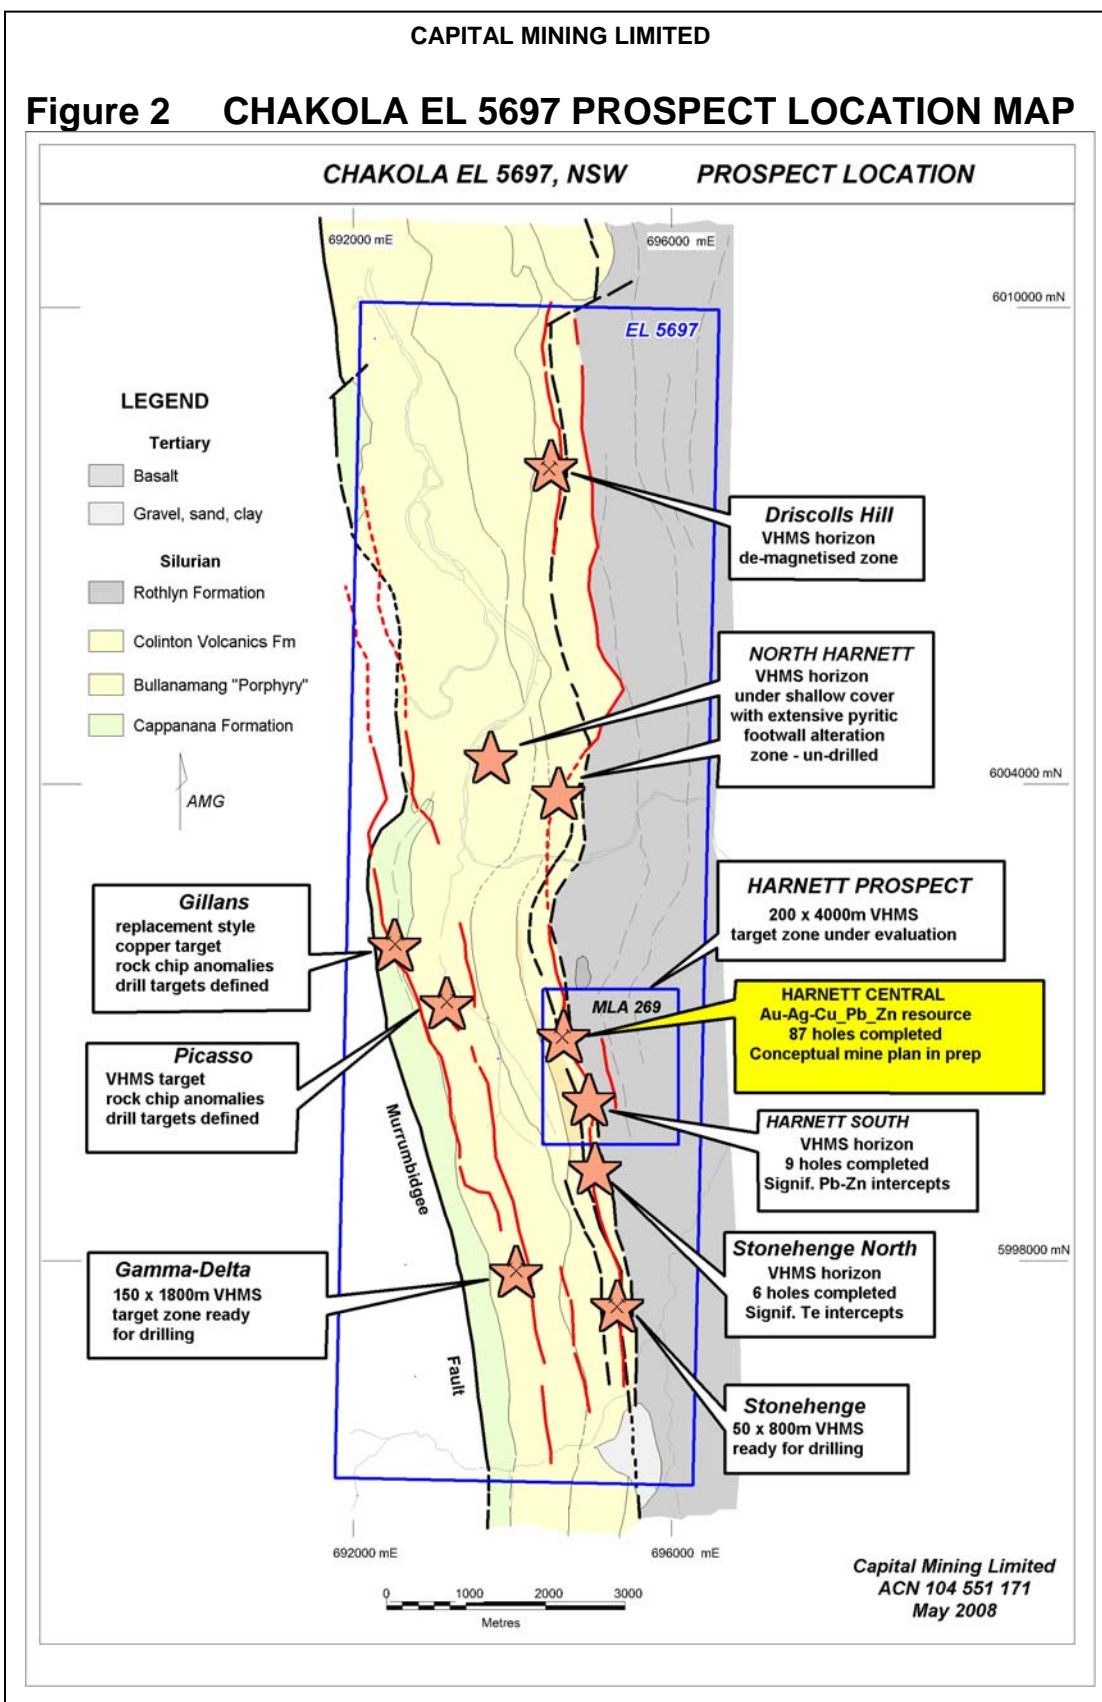 CAPITAL MINING LIMITED
Figure 2 CHAKOLA EL 5697 PROSPECT LOCATION MAP
CHAKOLA EL 5697, NSW PROSPECT LOCATION
692000 mE
696000 mE
6010000 mN
EL 5697
LEGEND
Tertiary
Basalt
Gravel, sand, clay
Silurian
Rothlyn Formation
Colinton Volcanics Fm
Bullanamang "Porphyry"
Cappanana Formation
AMG
Driscolls Hill
VHMS horizon
de-magnetised zone
NORTH HARNETT
VHMS horizon
under shallow cover
with extensive pyritic
footwall alteration
zone - un-drilled
6004000 mN
HARNETT PROSPECT
200 x 4000m VHMS
target zone under evaluation
Gillans
replacement style
copper target
rock chip anomalies
drill targets defined
MLA 269
HARNETT CENTRAL
Au-Ag-Cu_Pb_Zn resource
87 holes completed
Conceptual mine plan in prep
Picasso
VHMS target
rock chip anomalies
drill targets defined
HARNETT SOUTH
VHMS horizon
9 holes completed
Signif. Pb-Zn intercepts
Murrumbidgee
Fault
Stonehenge North
VHMS horizon
6 holes completed
Signif. Te intercepts
5998000 mN
Gamma-Delta
150 x 1800m VHMS
target zone ready
for drilling
Stonehenge
50 x 800m VHMS
ready for drilling
692000 mE
696000 mE
0 1000 2000 3000
Metres
Capital Mining Limited
ACN 104 551 171
May 2008